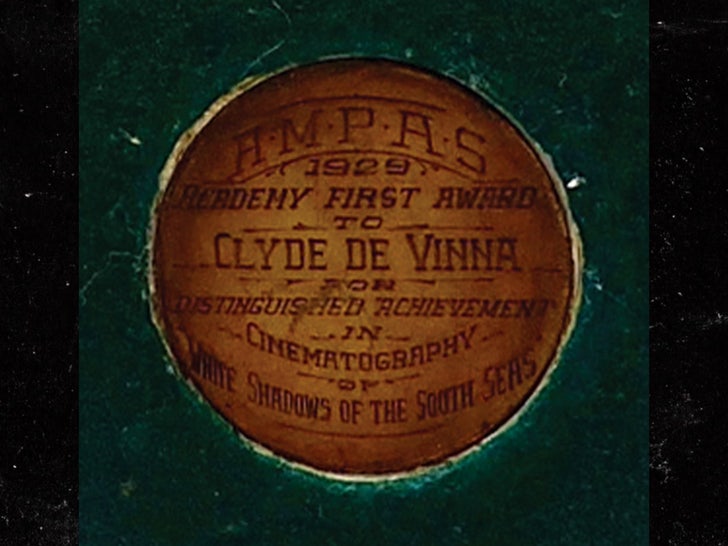 A·M·P·A·S
1929
ACADEMY FIRST AWARD
TO
CLYDE DE VINNA
FOR
DISTINGUISHED ACHIEVEMENT
IN
CINEMATOGRAPHY
OF
WHITE SHADOWS OF THE SOUTH SEAS